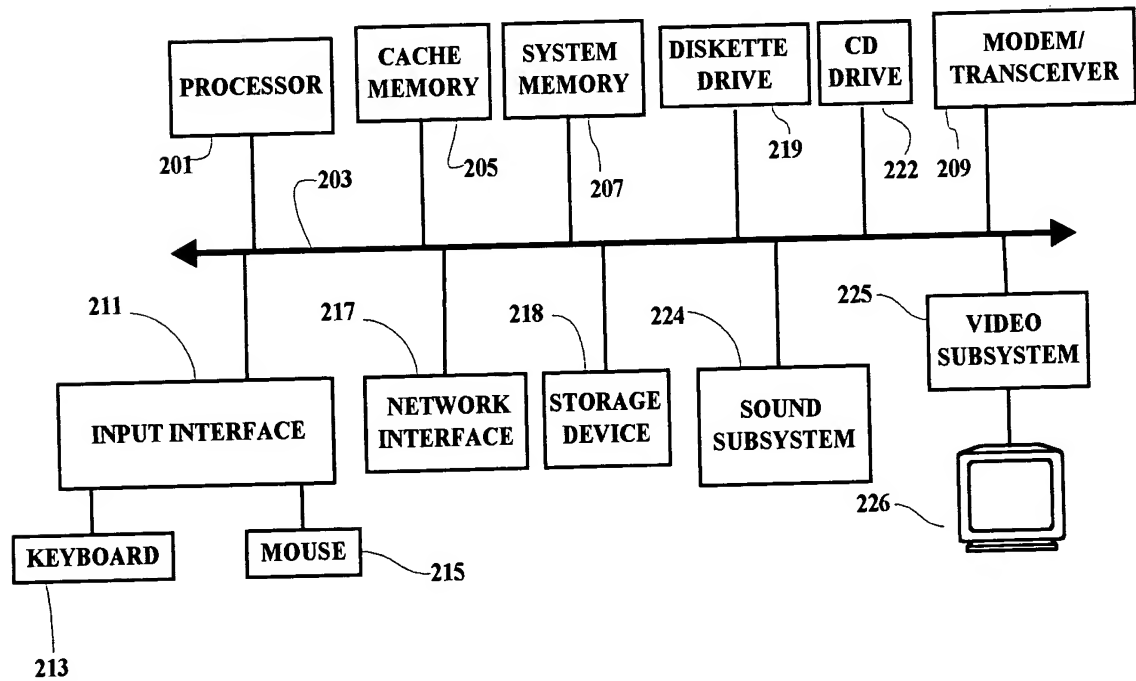 PROCESSOR
CACHE
MEMORY
SYSTEM
MEMORY
DISKETTE
DRIVE
CD
DRIVE
MODEM/
TRANSCEIVER
201
203
205
207
219
222
209
211
217
218
224
225
INPUT INTERFACE
NETWORK
INTERFACE
STORAGE
DEVICE
SOUND
SUBSYSTEM
VIDEO
SUBSYSTEM
226
KEYBOARD
MOUSE
215
213